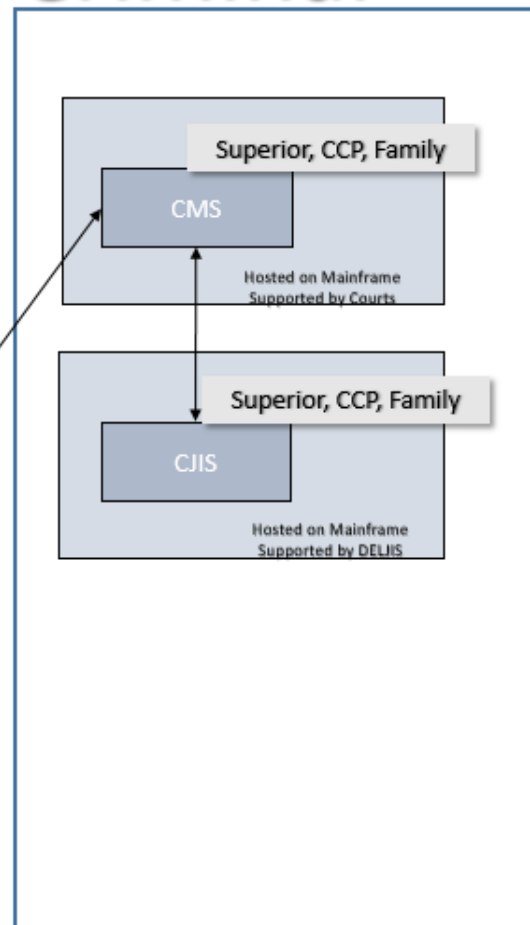 Superior, CCP, Family
CMS
Hosted on Mainframe
Supported by Courts
Superior, CCP, Family
CJIS
Hosted on Mainframe
Supported by DELJIS